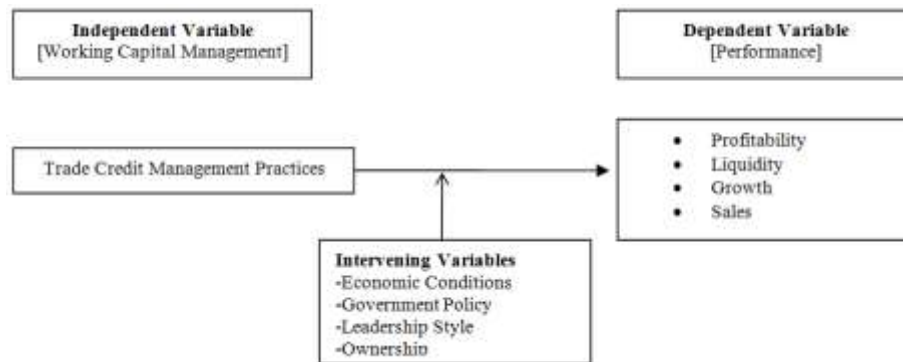 Independent Variable
[Working Capital Management]
Dependent Variable
[Performance]
Trade Credit Management Practices
• Profitability
• Liquidity
• Growth
• Sales
Intervening Variables
-Economic Conditions
-Government Policy
-Leadership Style
-Ownership